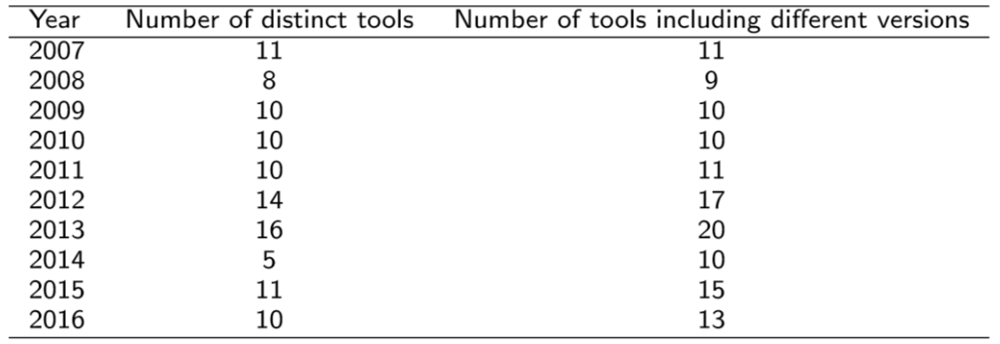 Year Number of distinct tools Number of tools including different versions
2007 11 11
2008 8 9
2009 10 10
2010 10 10
2011 10 11
2012 14 17
2013 16 20
2014 5 10
2015 11 15
2016 10 13